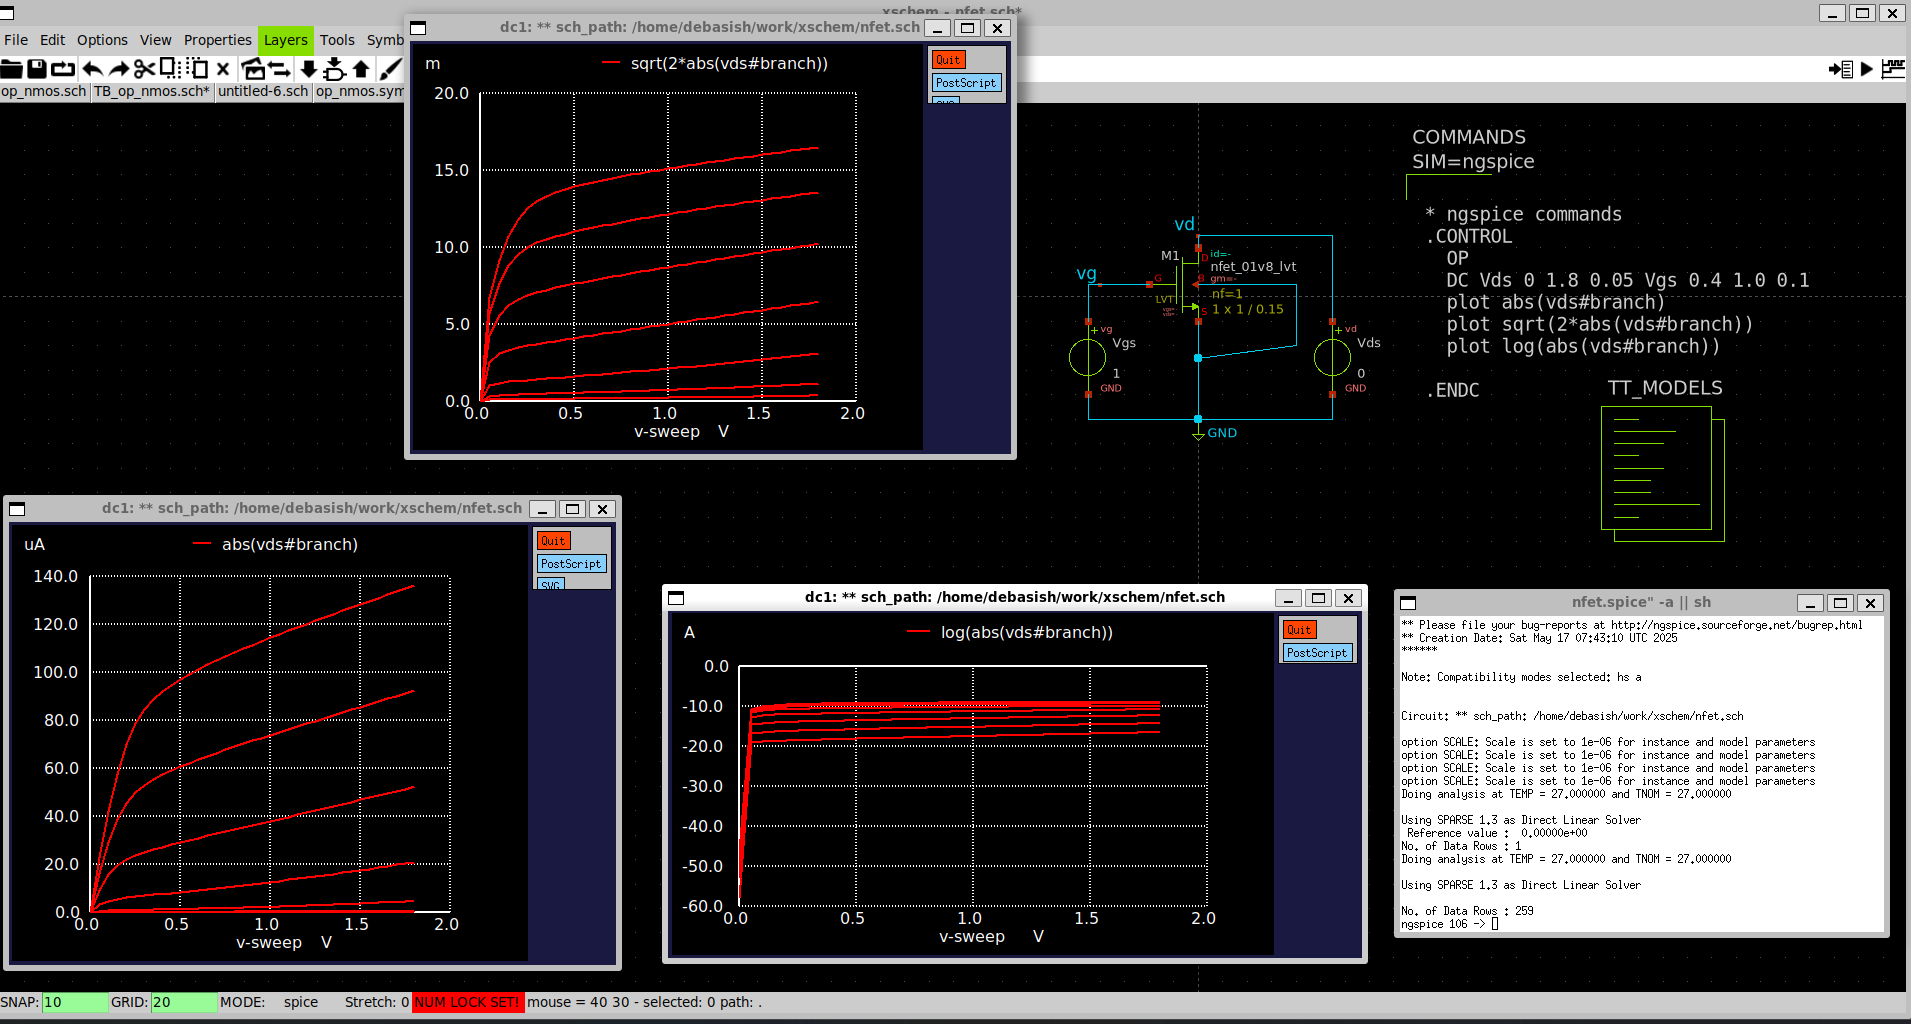 xschem - nfet.sch*
File Edit Options View Properties Layers Tools Symb
op_nmos.sch TB_op_nmos.sch* untitled-6.sch op_nmos.sym
dc1: ** sch_path: /home/debasish/work/xschem/nfet.sch
m
sqrt(2*abs(vds#branch))
Quit
PostScript
20.0
15.0
10.0
5.0
0.0
0.0 0.5 1.0 1.5 2.0
v-sweep V
COMMANDS
SIM=ngspice
* ngspice commands
.CONTROL
OP
DC Vds 0 1.8 0.05 Vgs 0.4 1.0 0.1
plot abs(vds#branch)
plot sqrt(2*abs(vds#branch))
plot log(abs(vds#branch))
.ENDC
TT_MODELS
vd
M1
D
id=-
nfet_01v8_lvt
vg
G
B
gm=-
LVT
nf=1
S
1 x 1 / 0.15
vg
Vgs
1
GND
vd
Vds
0
GND
GND
dc1: ** sch_path: /home/debasish/work/xschem/nfet.sch
uA
abs(vds#branch)
Quit
PostScript
SVG
140.0
120.0
100.0
80.0
60.0
40.0
20.0
0.0
0.0 0.5 1.0 1.5 2.0
v-sweep V
dc1: ** sch_path: /home/debasish/work/xschem/nfet.sch
A
log(abs(vds#branch))
Quit
PostScript
0.0
-10.0
-20.0
-30.0
-40.0
-50.0
-60.0
0.0 0.5 1.0 1.5 2.0
v-sweep V
nfet.spice" -a || sh
** Please file your bug-reports at http://ngspice.sourceforge.net/bugrep.html
** Creation Date: Sat May 17 07:43:10 UTC 2025
******
Note: Compatibility modes selected: hs a
Circuit: ** sch_path: /home/debasish/work/xschem/nfet.sch
option SCALE: Scale is set to 1e-06 for instance and model parameters
option SCALE: Scale is set to 1e-06 for instance and model parameters
option SCALE: Scale is set to 1e-06 for instance and model parameters
option SCALE: Scale is set to 1e-06 for instance and model parameters
Doing analysis at TEMP = 27.000000 and TNOM = 27.000000
Using SPARSE 1.3 as Direct Linear Solver
Reference value : 0.00000e+00
No. of Data Rows : 1
Doing analysis at TEMP = 27.000000 and TNOM = 27.000000
Using SPARSE 1.3 as Direct Linear Solver
No. of Data Rows : 259
ngspice 106 ->
SNAP: 10 GRID: 20 MODE: spice Stretch: 0 NUM LOCK SET! mouse = 40 30 - selected: 0 path: .